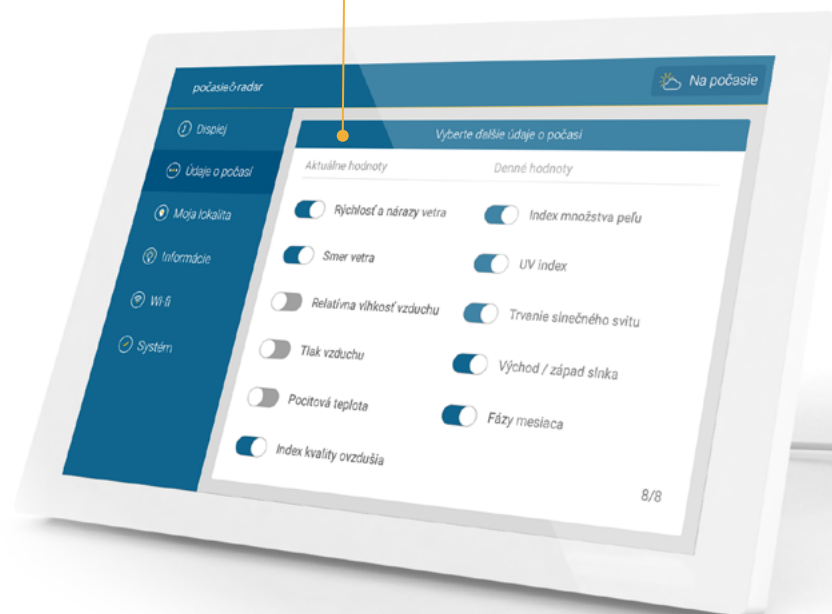 počasie&radar
Na počasie
Displej
Údaje o počasí
Moja lokalita
Informácie
Wi-fi
Systém
Vyberte ďalšie údaje o počasí
Aktuálne hodnoty
Denné hodnoty
Rýchlosť a nárazy vetra
Index množstva peľu
Smer vetra
UV index
Relatívna vlhkosť vzduchu
Trvanie slnečného svitu
Tlak vzduchu
Východ / západ slnka
Pocitová teplota
Fázy mesiaca
Index kvality ovzdušia
8/8